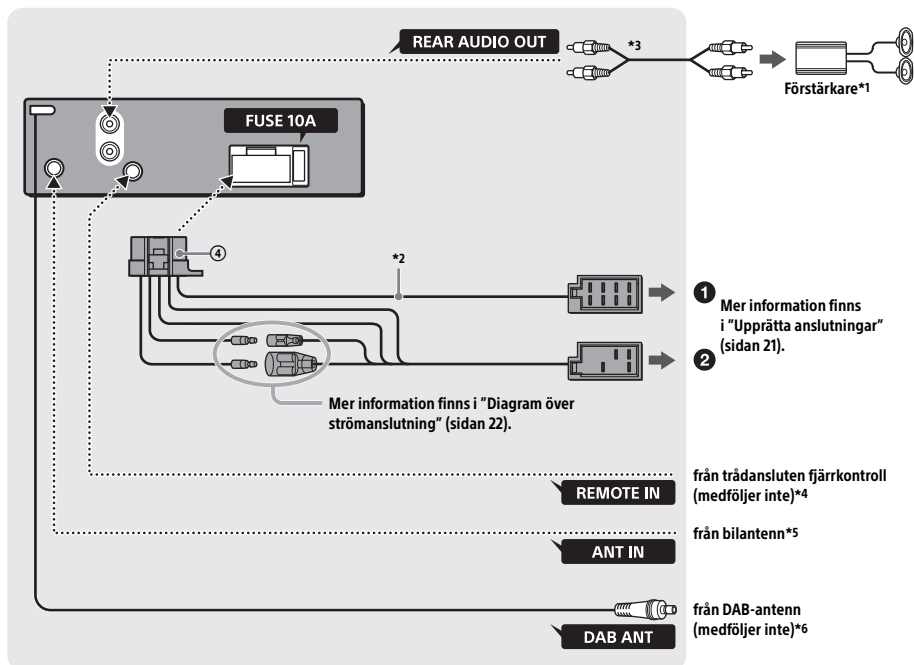 REAR AUDIO OUT
*3
Förstärkare*1
FUSE 10A
④
*2
❶
Mer information finns
i ”Upprätta anslutningar”
(sidan 21).
❷
Mer information finns i ”Diagram över
strömanslutning” (sidan 22).
från trådansluten fjärrkontroll
(medföljer inte)*4
REMOTE IN
från bilantenn*5
ANT IN
från DAB-antenn
(medföljer inte)*6
DAB ANT